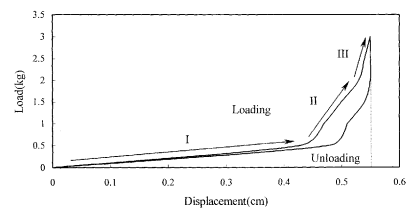 3.5
3
2.5
2
1.5
1
0.5
0
Load(kg)
I
II
III
Loading
Unloading
0 0.1 0.2 0.3 0.4 0.5 0.6
Displacement(cm)